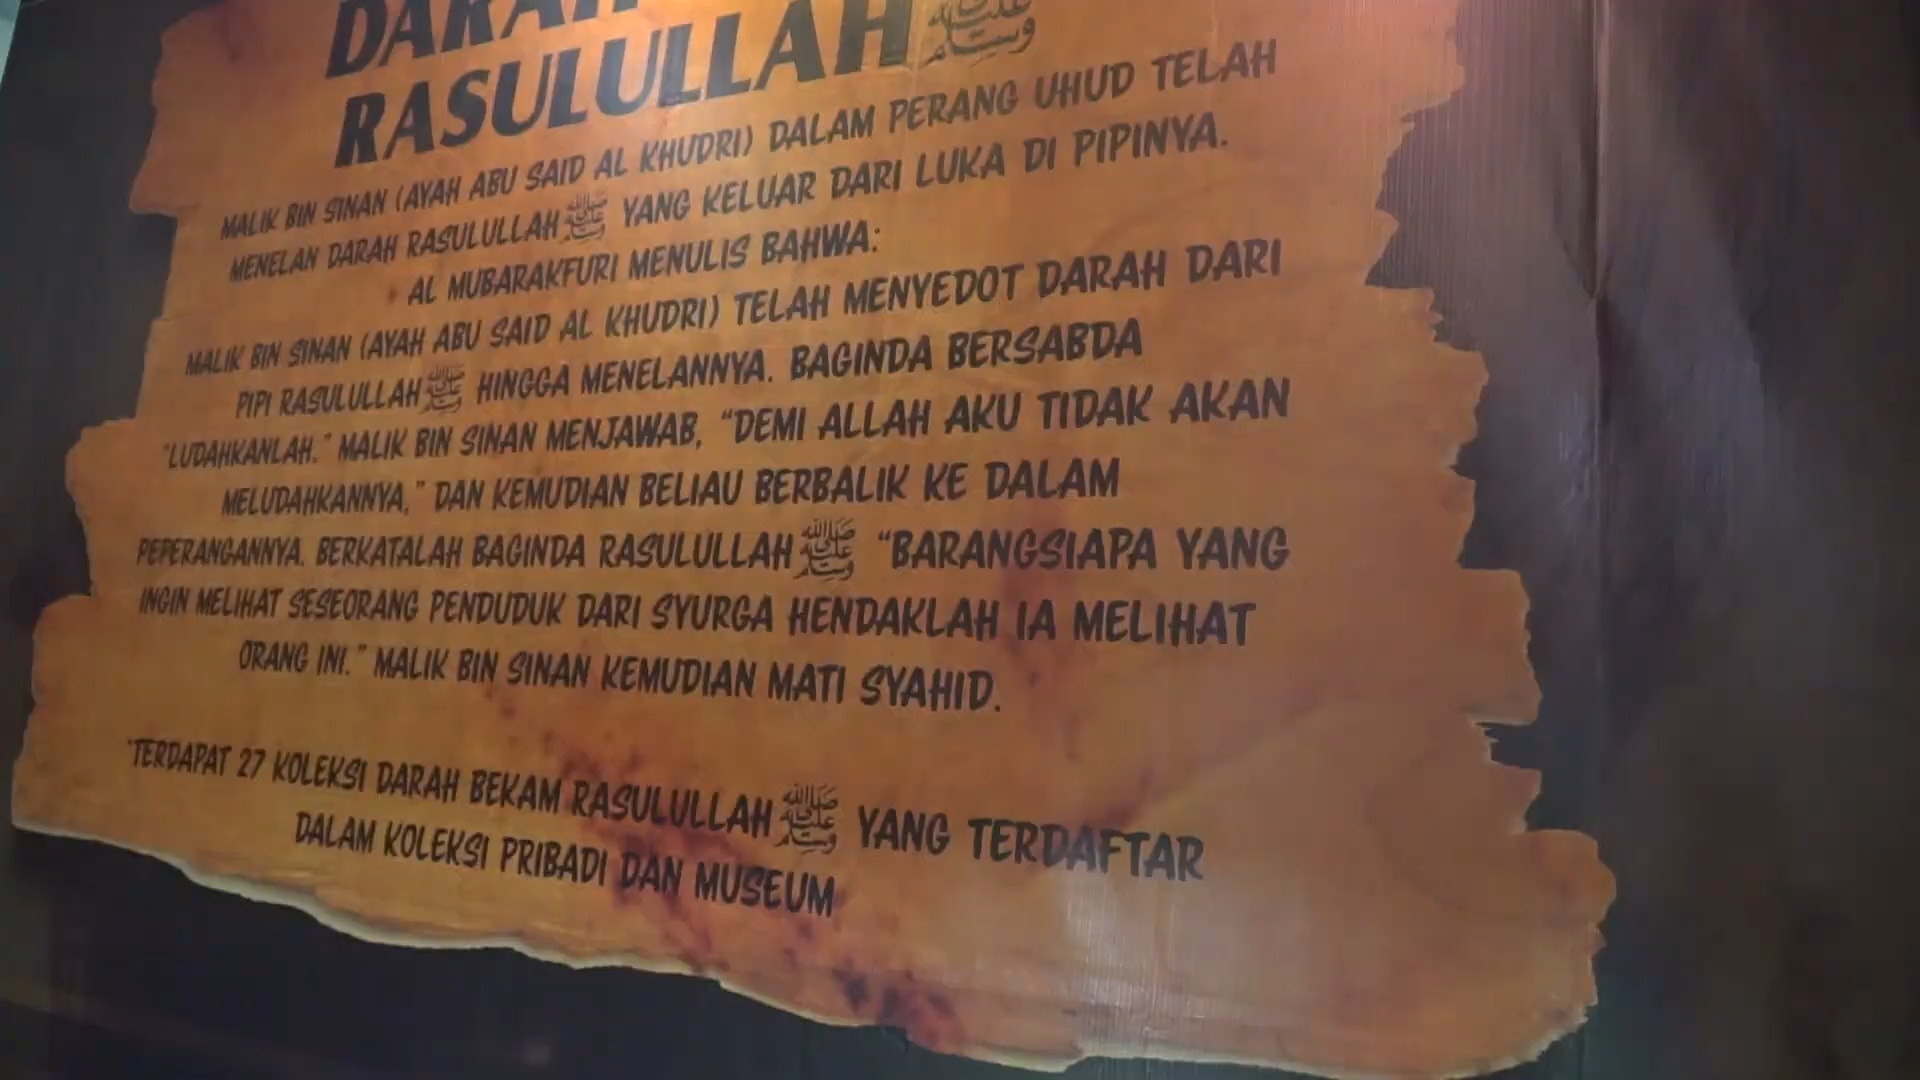 DARAH
RASULULLAH ﷺ
MALIK BIN SINAN (AYAH ABU SAID AL KHUDRI) DALAM PERANG UHUD TELAH
MENELAN DARAH RASULULLAH ﷺ YANG KELUAR DARI LUKA DI PIPINYA.
AL MUBARAKFURI MENULIS BAHWA:
MALIK BIN SINAN (AYAH ABU SAID AL KHUDRI) TELAH MENYEDOT DARAH DARI
PIPI RASULULLAH ﷺ HINGGA MENELANNYA. BAGINDA BERSABDA
"LUDAHKANLAH." MALIK BIN SINAN MENJAWAB, "DEMI ALLAH AKU TIDAK AKAN
MELUDAHKANNYA," DAN KEMUDIAN BELIAU BERBALIK KE DALAM
PEPERANGANNYA. BERKATALAH BAGINDA RASULULLAH ﷺ "BARANGSIAPA YANG
INGIN MELIHAT SESEORANG PENDUDUK DARI SYURGA HENDAKLAH IA MELIHAT
ORANG INI." MALIK BIN SINAN KEMUDIAN MATI SYAHID.
*TERDAPAT 27 KOLEKSI DARAH BEKAM RASULULLAH ﷺ YANG TERDAFTAR
DALAM KOLEKSI PRIBADI DAN MUSEUM